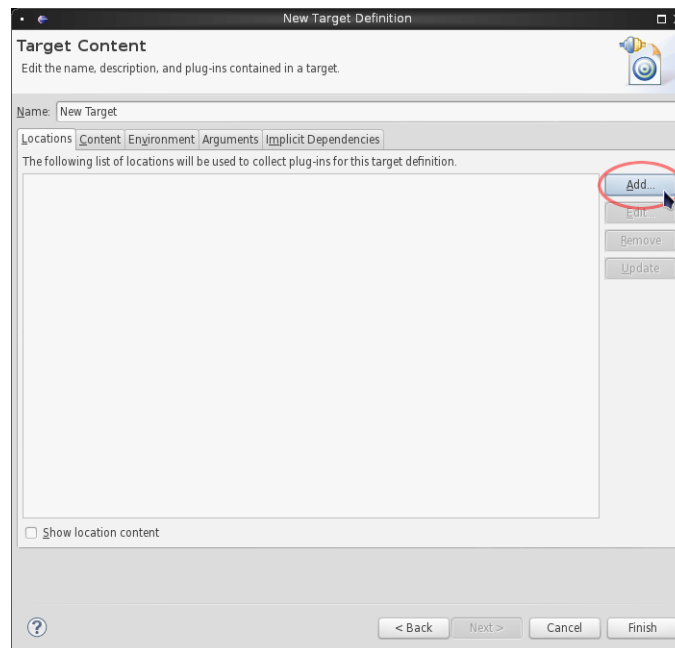 New Target Definition
Target Content
Edit the name, description, and plug-ins contained in a target.
Name: New Target
Locations Content Environment Arguments Implicit Dependencies
The following list of locations will be used to collect plug-ins for this target definition.
Add...
Edit...
Remove
Update
Show location content
< Back Next > Cancel Finish